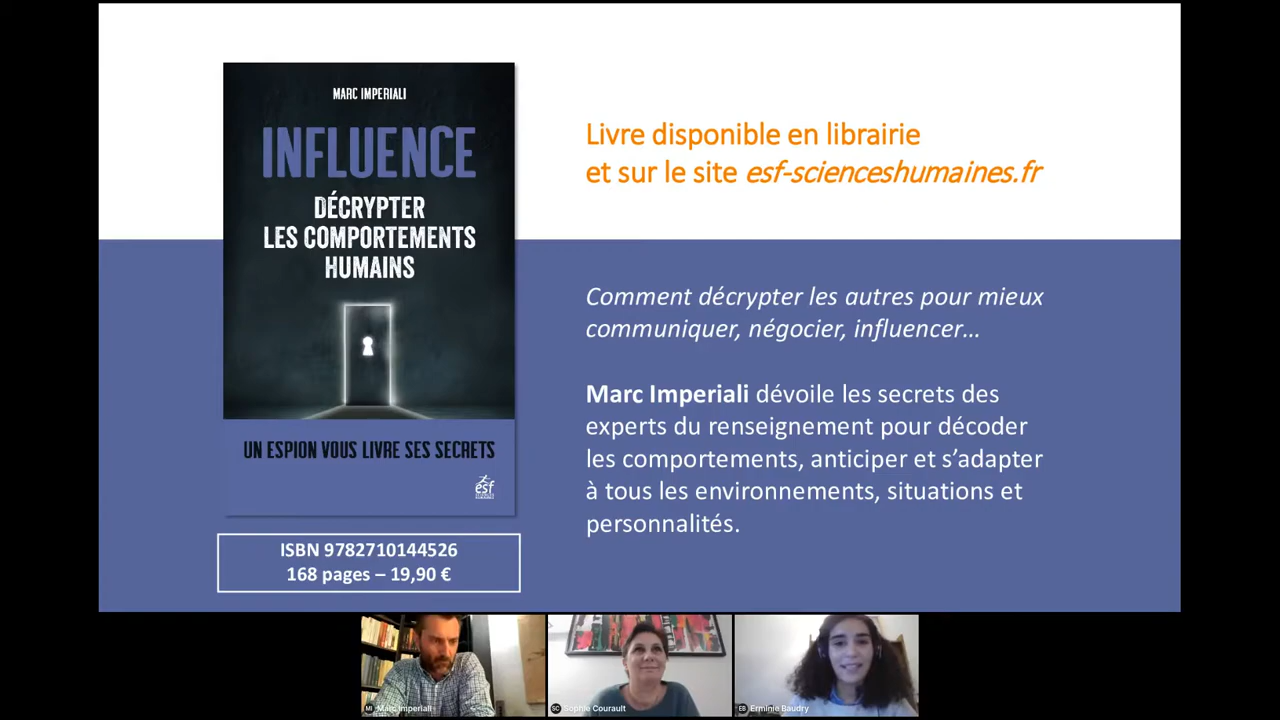 MARC IMPERIALI
INFLUENCE
DÉCRYPTER
LES COMPORTEMENTS
HUMAINS
UN ESPION VOUS LIVRE SES SECRETS
esf
ISBN 9782710144526
168 pages – 19,90 €
Livre disponible en librairie
et sur le site esf-scienceshumaines.fr
Comment décrypter les autres pour mieux
communiquer, négocier, influencer…
Marc Imperiali dévoile les secrets des
experts du renseignement pour décoder
les comportements, anticiper et s’adapter
à tous les environnements, situations et
personnalités.
MI Marc Imperiali
SC Sophie Courault
EB Erminie Baudry